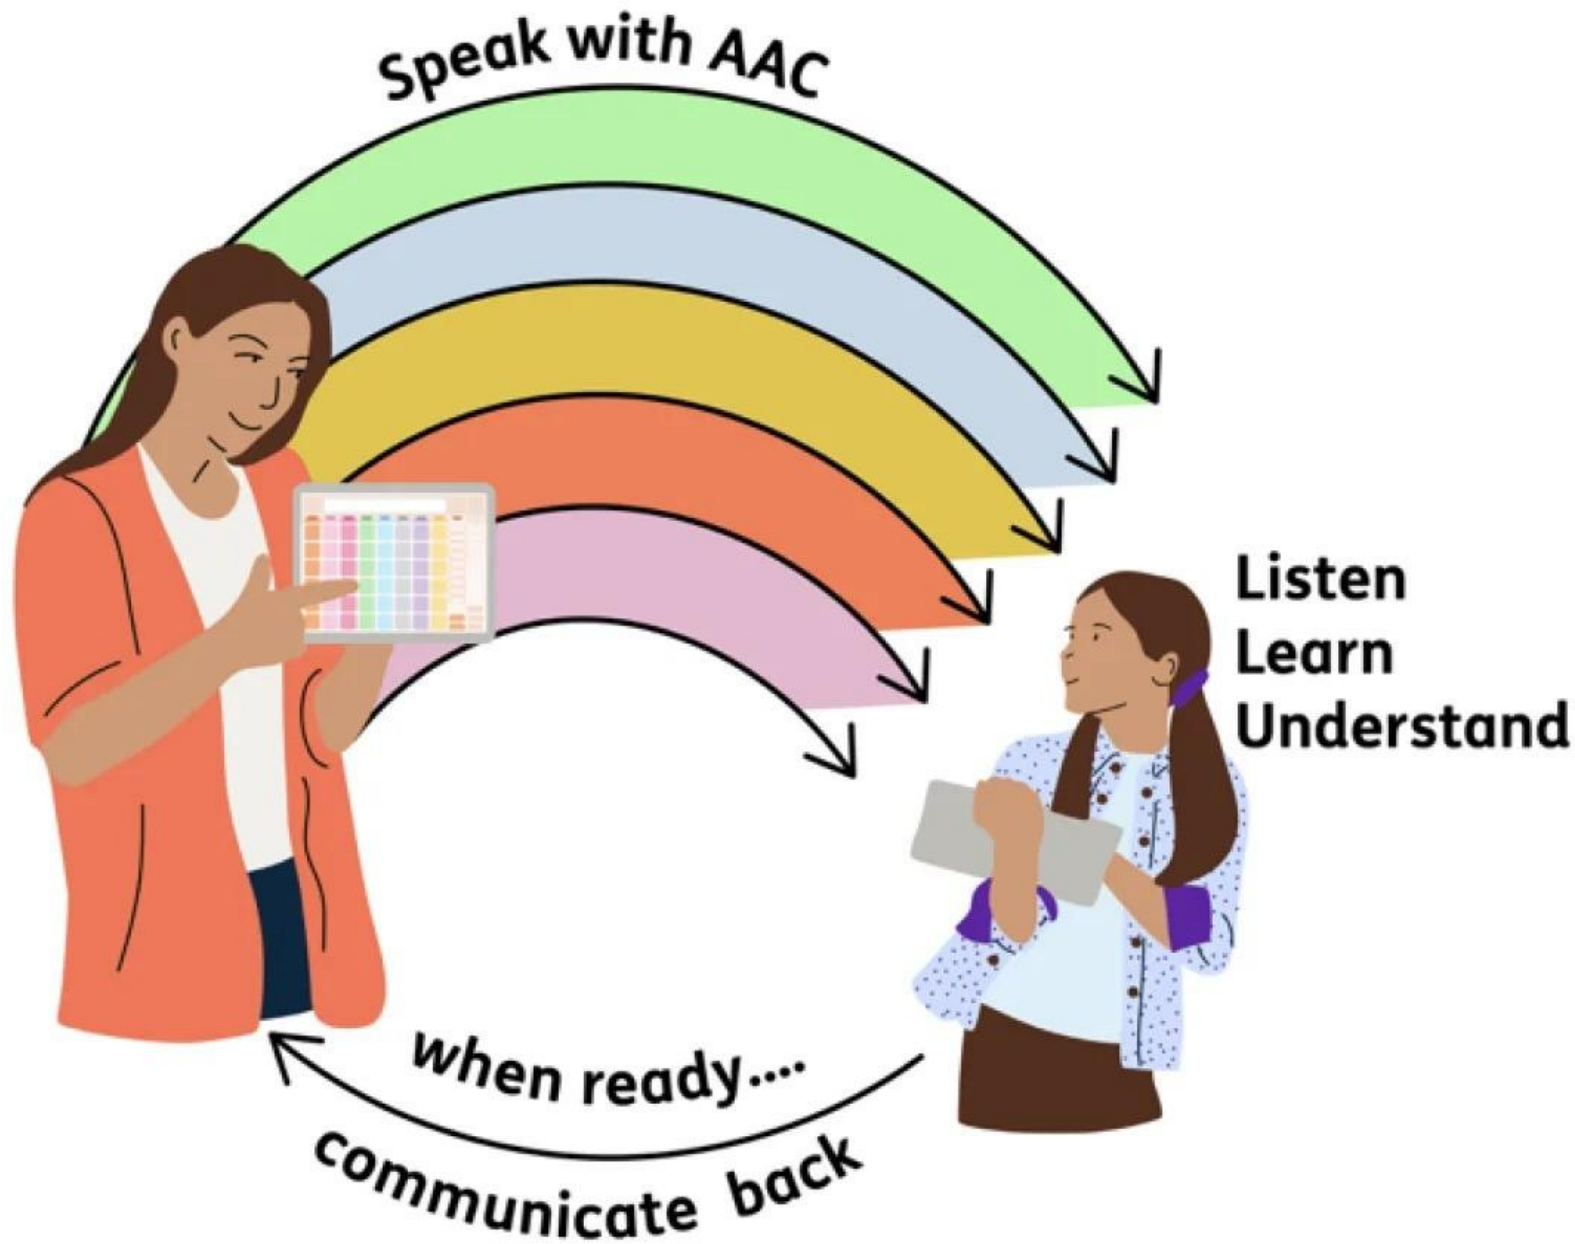 Speak with AAC
Listen
Learn
Understand
when ready....
communicate back